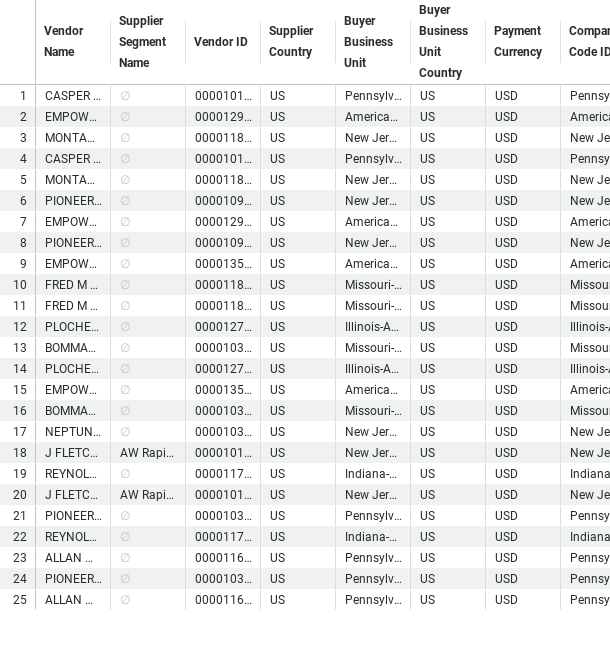 Vendor Name Supplier Segment Name Vendor ID Supplier Country Buyer Business Unit Buyer Business Unit Country Payment Currency Compan Code ID
1 CASPER ... ∅ 0000101... US Pennsylv... US USD Pennsy
2 EMPOW... ∅ 0000129... US America... US USD America
3 MONTA... ∅ 0000118... US New Jer... US USD New Je
4 CASPER ... ∅ 0000101... US Pennsylv... US USD Pennsy
5 MONTA... ∅ 0000118... US New Jer... US USD New Je
6 PIONEER... ∅ 0000109... US New Jer... US USD New Je
7 EMPOW... ∅ 0000129... US America... US USD America
8 PIONEER... ∅ 0000109... US New Jer... US USD New Je
9 EMPOW... ∅ 0000135... US America... US USD America
10 FRED M ... ∅ 0000118... US Missouri-... US USD Missou
11 FRED M ... ∅ 0000118... US Missouri-... US USD Missou
12 PLOCHE... ∅ 0000127... US Illinois-A... US USD Illinois-A
13 BOMMA... ∅ 0000103... US Missouri-... US USD Missou
14 PLOCHE... ∅ 0000127... US Illinois-A... US USD Illinois-A
15 EMPOW... ∅ 0000135... US America... US USD America
16 BOMMA... ∅ 0000103... US Missouri-... US USD Missou
17 NEPTUN... ∅ 0000103... US New Jer... US USD New Je
18 J FLETC... AW Rapi... 0000101... US New Jer... US USD New Je
19 REYNOL... ∅ 0000117... US Indiana-... US USD Indiana
20 J FLETC... AW Rapi... 0000101... US New Jer... US USD New Je
21 PIONEER... ∅ 0000103... US Pennsylv... US USD Pennsy
22 REYNOL... ∅ 0000117... US Indiana-... US USD Indiana
23 ALLAN ... ∅ 0000116... US Pennsylv... US USD Pennsy
24 PIONEER... ∅ 0000103... US Pennsylv... US USD Pennsy
25 ALLAN ... ∅ 0000116... US Pennsylv... US USD Pennsy